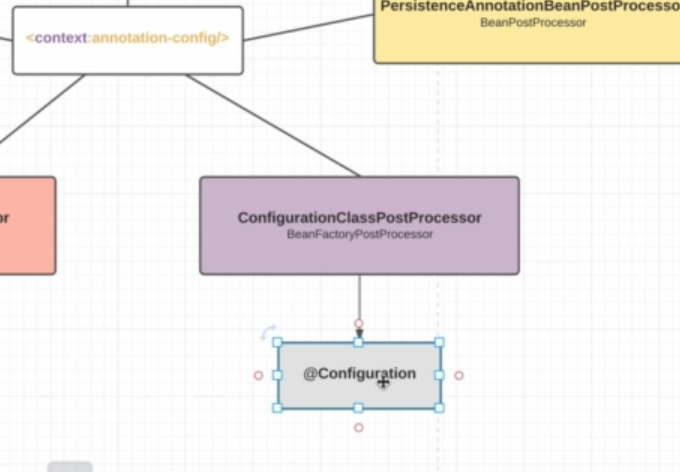 PersistenceAnnotationBeanPostProcesso
BeanPostProcessor
<context:annotation-config/>
or
ConfigurationClassPostProcessor
BeanFactoryPostProcessor
@Configuration